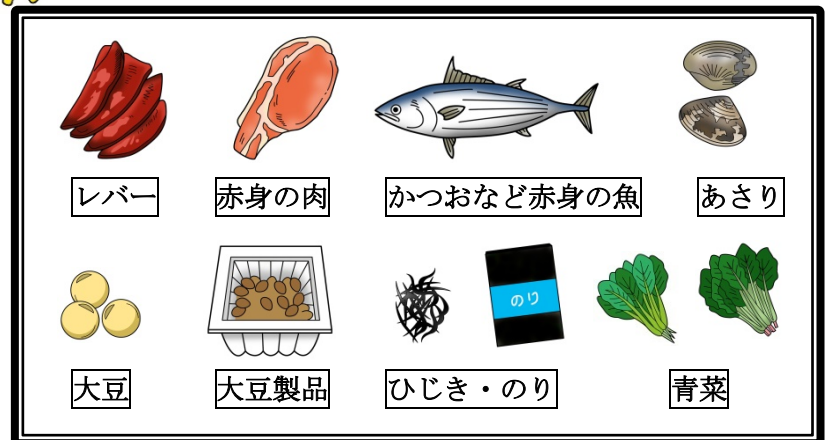 レバー
赤身の肉
かつおなど赤身の魚
あさり
のり
大豆
大豆製品
ひじき・のり
青菜